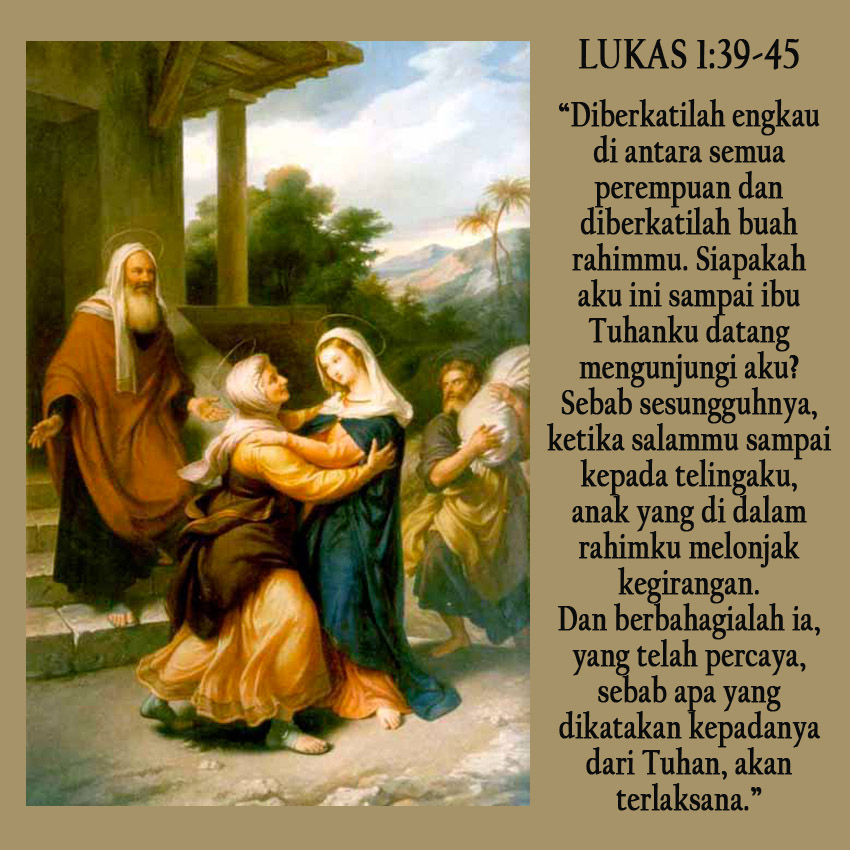 LUKAS 1:39-45
“Diberkatilah engkau
di antara semua
perempuan dan
diberkatilah buah
rahimmu. Siapakah
aku ini sampai ibu
Tuhanku datang
mengunjungi aku?
Sebab sesungguhnya,
ketika salammu sampai
kepada telingaku,
anak yang di dalam
rahimku melonjak
kegirangan.
Dan berbahagialah ia,
yang telah percaya,
sebab apa yang
dikatakan kepadanya
dari Tuhan, akan
terlaksana.”